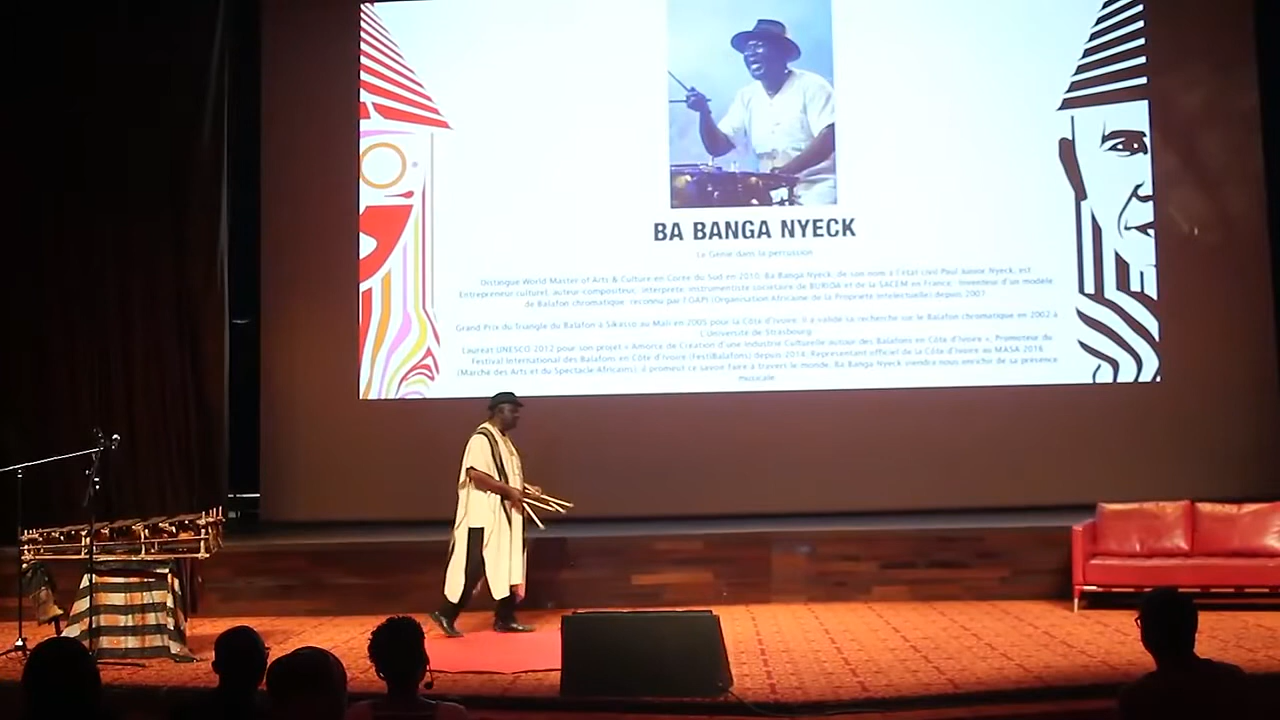 BA BANGA NYECK
Le Génie dans la percussion
Distingué World Master of Arts & Culture en Corée du Sud en 2010, Ba Banga Nyeck, de son nom à l'état civil Paul Junior Nyeck, est
Entrepreneur culturel, auteur-compositeur, interprète, instrumentiste sociétaire de BURIDA et de la SACEM en France, Inventeur d'un modèle
de Balafon chromatique, reconnu par l'OAPI (Organisation Africaine de la Propriété Intellectuelle) depuis 2007.
Grand Prix du Triangle du Balafon à Sikasso au Mali en 2005 pour la Côte d'Ivoire. Il a validé sa recherche sur le Balafon chromatique en 2002 à
L'Université de Strasbourg.
Lauréat UNESCO 2012 pour son projet « Amorce de Création d'une Industrie Culturelle autour des Balafons en Côte d'Ivoire », Promoteur du
Festival International des Balafons en Côte d'Ivoire (FestiBalafons) depuis 2014, Représentant officiel de la Côte d'Ivoire au MASA 2016
(Marché des Arts et du Spectacle Africains), il promeut ce savoir faire à travers le monde. Ba Banga Nyeck viendra nous enrichir de sa présence
musicale.